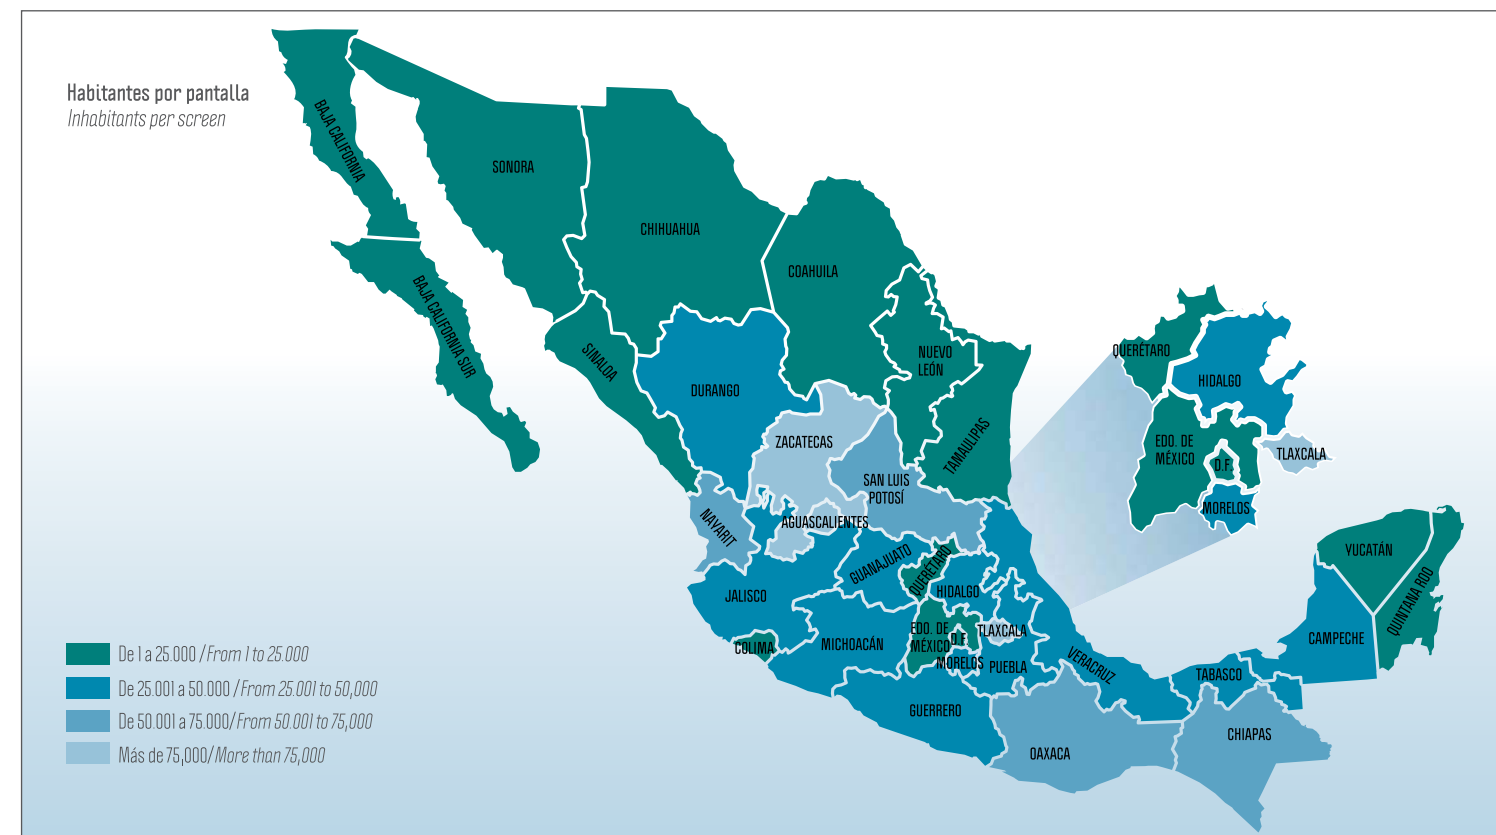 Habitantes por pantalla
Inhabitants per screen
BAJA CALIFORNIA
SONORA
CHIHUAHUA
COAHUILA
BAJA CALIFORNIA SUR
SINALOA
NUEVO
LEÓN
DURANGO
TAMAULIPAS
ZACATECAS
SAN LUIS
POTOSÍ
NAYARIT
AGUASCALIENTES
GUANAJUATO
QUERÉTARO
HIDALGO
JALISCO
COLIMA
MICHOACÁN
EDO. DE
MÉXICO
D.F.
TLAXCALA
MORELOS
PUEBLA
VERACRUZ
GUERRERO
OAXACA
TABASCO
CHIAPAS
CAMPECHE
YUCATÁN
QUINTANA ROO
QUERÉTARO
HIDALGO
EDO. DE
MÉXICO
D.F.
TLAXCALA
MORELOS
De 1 a 25.000 / From 1 to 25.000
De 25.001 a 50.000 / From 25.001 to 50,000
De 50.001 a 75.000/ From 50.001 to 75,000
Más de 75,000/ More than 75,000